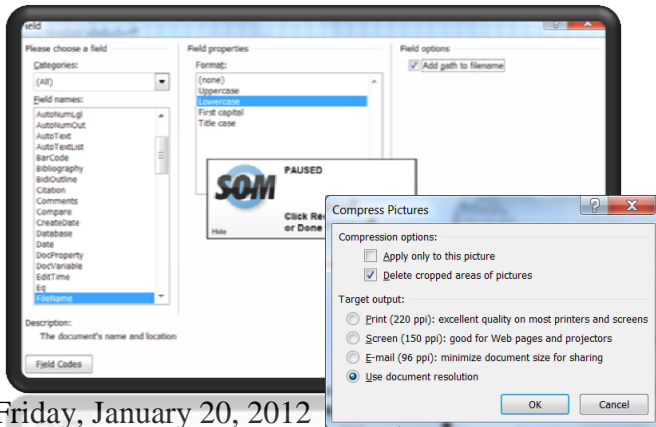 Field
Please choose a field
Categories:
(All)
Field names:
AutoNumLgl
AutoNumOut
AutoText
AutoTextList
BarCode
Bibliography
BidiOutline
Citation
Comments
Compare
CreateDate
Database
Date
DocProperty
DocVariable
EditTime
Eq
FileName
Description:
The document's name and location
Field Codes
Field properties
Format:
(none)
Uppercase
Lowercase
First capital
Title case
Field options
Add path to filename
SOM
PAUSED
Click Rec
or Done
Hide
Compress Pictures
Compression options:
Apply only to this picture
Delete cropped areas of pictures
Target output:
Print (220 ppi): excellent quality on most printers and screens
Screen (150 ppi): good for Web pages and projectors
E-mail (96 ppi): minimize document size for sharing
Use document resolution
OK
Cancel
Friday, January 20, 2012